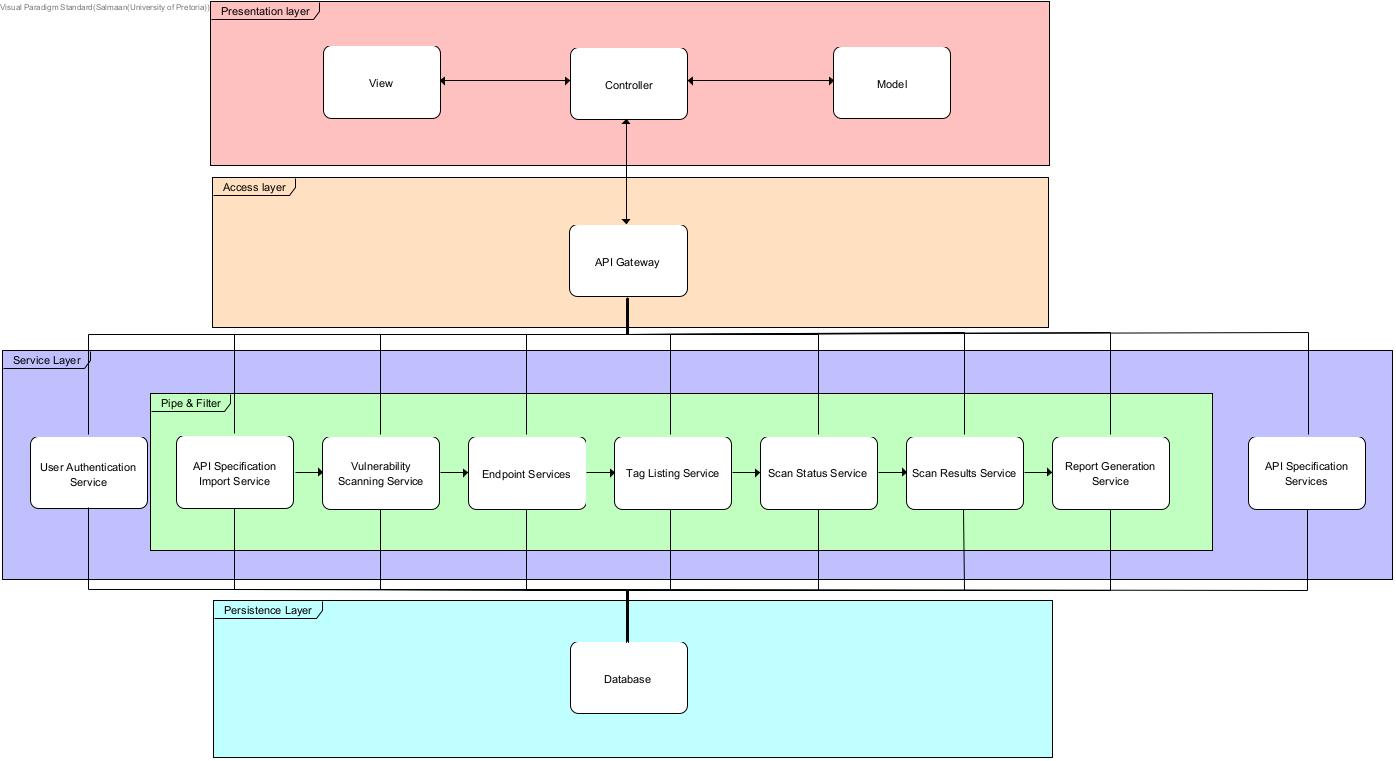 Visual Paradigm Standard(Salmaan(University of Pretoria))
Presentation layer
View
Controller
Model
Access layer
API Gateway
Service Layer
Pipe & Filter
User Authentication
Service
API Specification
Import Service
Vulnerability
Scanning Service
Endpoint Services
Tag Listing Service
Scan Status Service
Scan Results Service
Report Generation
Service
API Specification
Services
Persistence Layer
Database